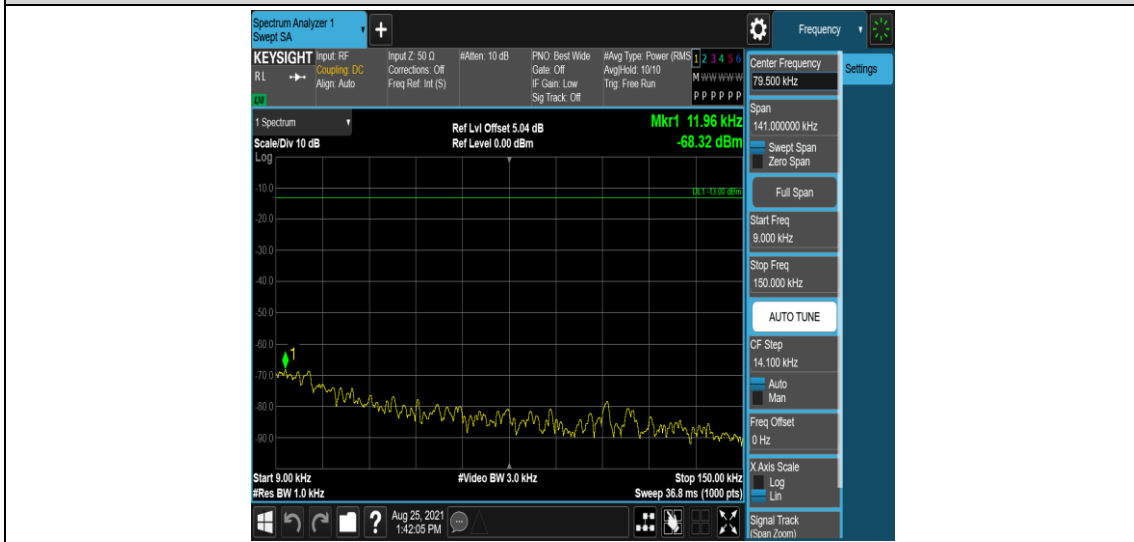 Spectrum Analyzer 1
Swept SA
Frequency
KEYSIGHT
RL
Input: RF
Coupling: DC
Align: Auto
Input Z: 50 Ω
Corrections: Off
Freq Ref: Int (S)
#Atten: 10 dB
PNO: Best Wide
Gate: Off
IF Gain: Low
Sig Track: Off
#Avg Type: Power (RMS
Avg|Hold: 10/10
Trig: Free Run
1 2 3 4 5 6
M W W W W W
P P P P P P
Settings
Center Frequency
79.500 kHz
Span
141.000000 kHz
Swept Span
Zero Span
Full Span
Start Freq
9.000 kHz
Stop Freq
150.000 kHz
AUTO TUNE
CF Step
14.100 kHz
Auto
Man
Freq Offset
0 Hz
X Axis Scale
Log
Lin
Signal Track
(Span Zoom)
1 Spectrum
Scale/Div 10 dB
Log
Ref Lvl Offset 5.04 dB
Ref Level 0.00 dBm
Mkr1 11.96 kHz
-68.32 dBm
DL1 -13.00 dBm
-10.0
-20.0
-30.0
-40.0
-50.0
-60.0
-70.0
-80.0
-90.0
1
Start 9.00 kHz
#Res BW 1.0 kHz
#Video BW 3.0 kHz
Stop 150.00 kHz
Sweep 36.8 ms (1000 pts)
?
Aug 25, 2021
1:42:05 PM